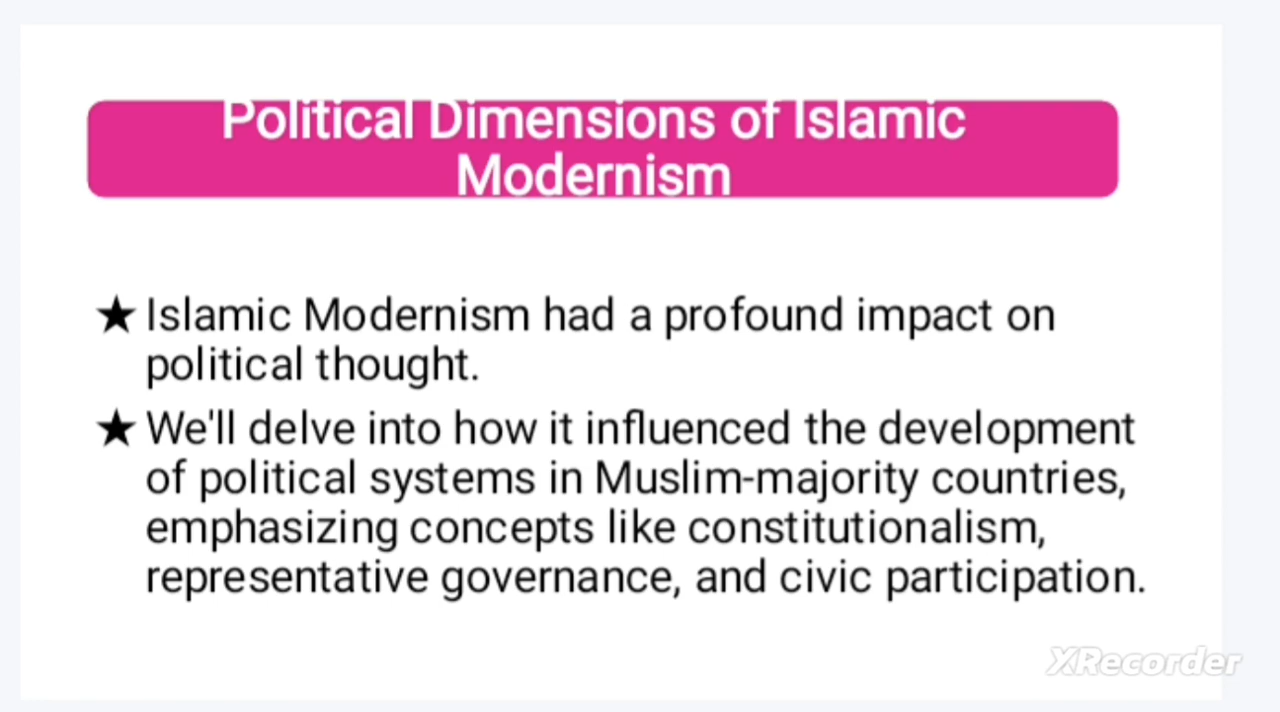 Political Dimensions of Islamic
Modernism
★ Islamic Modernism had a profound impact on
political thought.
★ We'll delve into how it influenced the development
of political systems in Muslim-majority countries,
emphasizing concepts like constitutionalism,
representative governance, and civic participation.
XRecorder